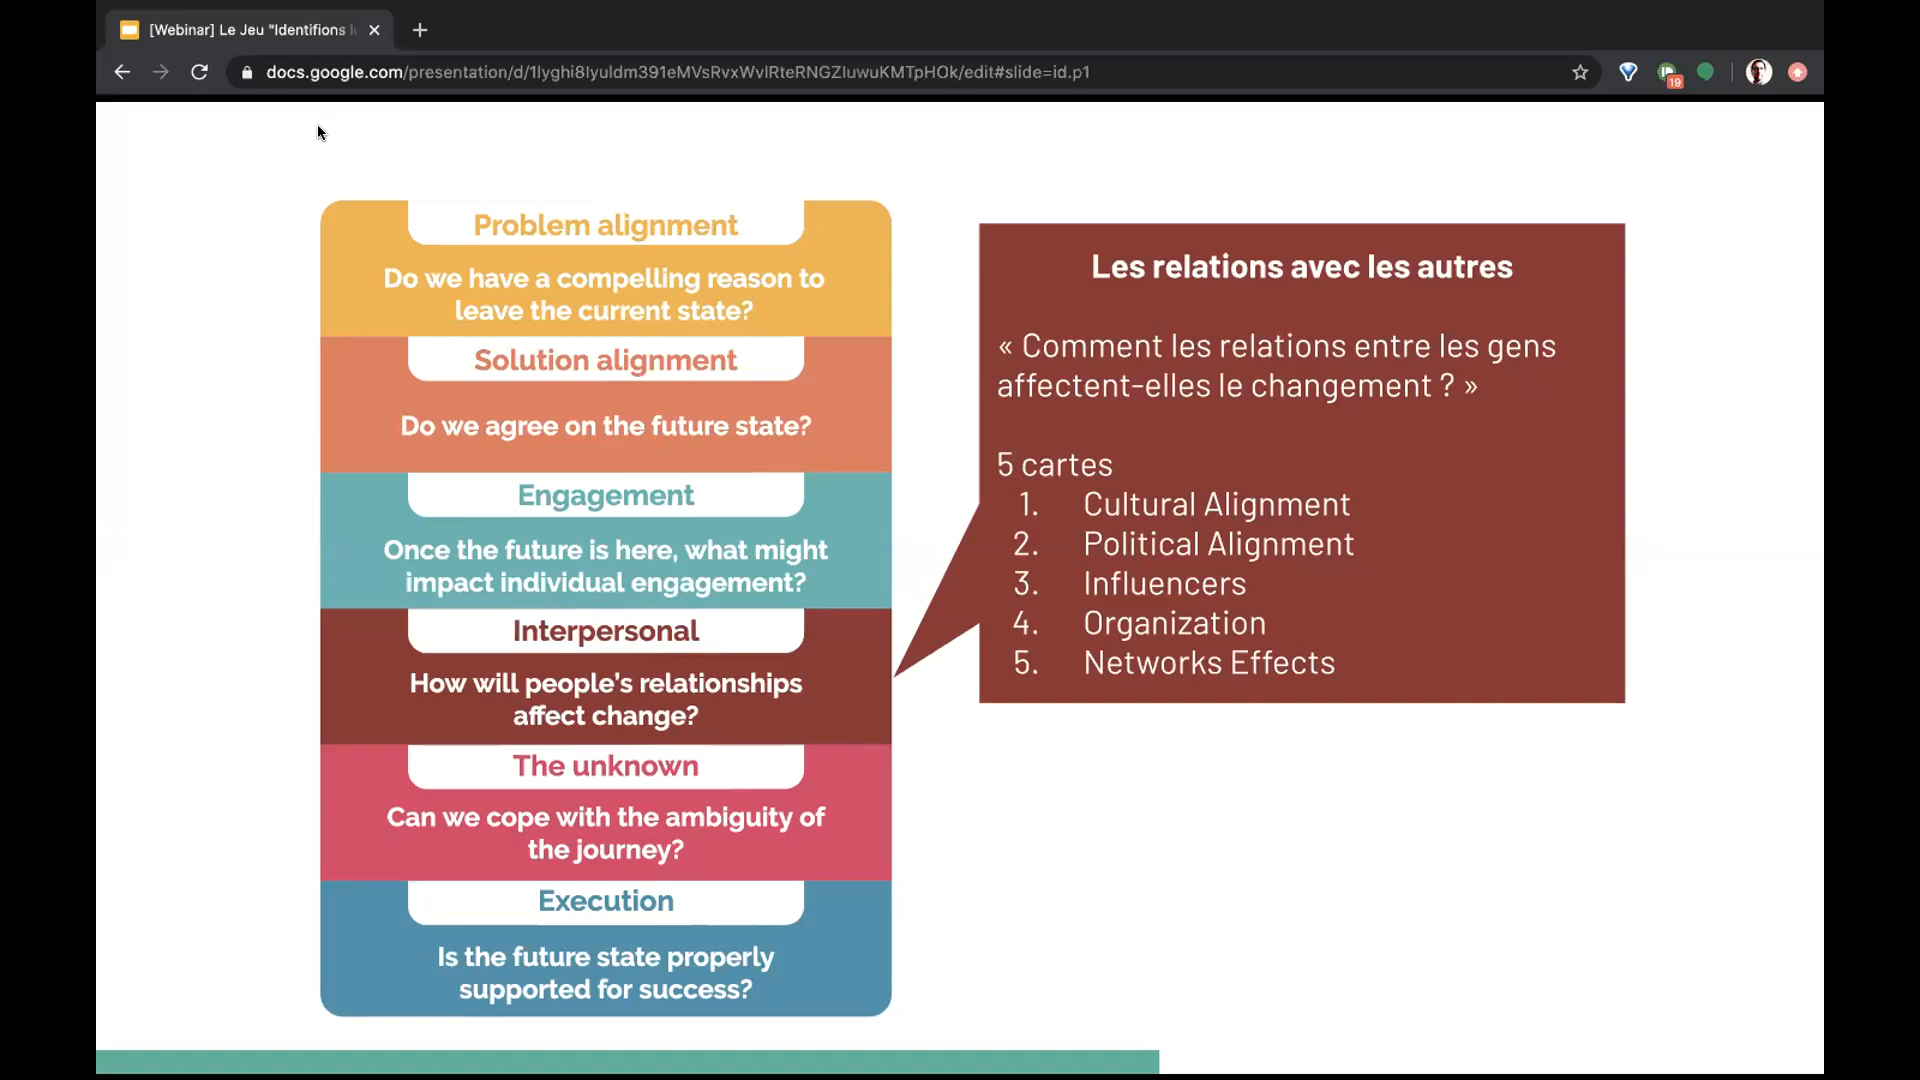 [Webinar] Le Jeu "Identifions
docs.google.com/presentation/d/1lyghi8lyuldm391eMVsRvxWvlRteRNGZIuwuKMTpHOk/edit#slide=id.p1
19
Problem alignment
Do we have a compelling reason to
leave the current state?
Solution alignment
Do we agree on the future state?
Engagement
Once the future is here, what might
impact individual engagement?
Interpersonal
How will people's relationships
affect change?
The unknown
Can we cope with the ambiguity of
the journey?
Execution
Is the future state properly
supported for success?
Les relations avec les autres
« Comment les relations entre les gens
affectent-elles le changement ? »
5 cartes
1. Cultural Alignment
2. Political Alignment
3. Influencers
4. Organization
5. Networks Effects